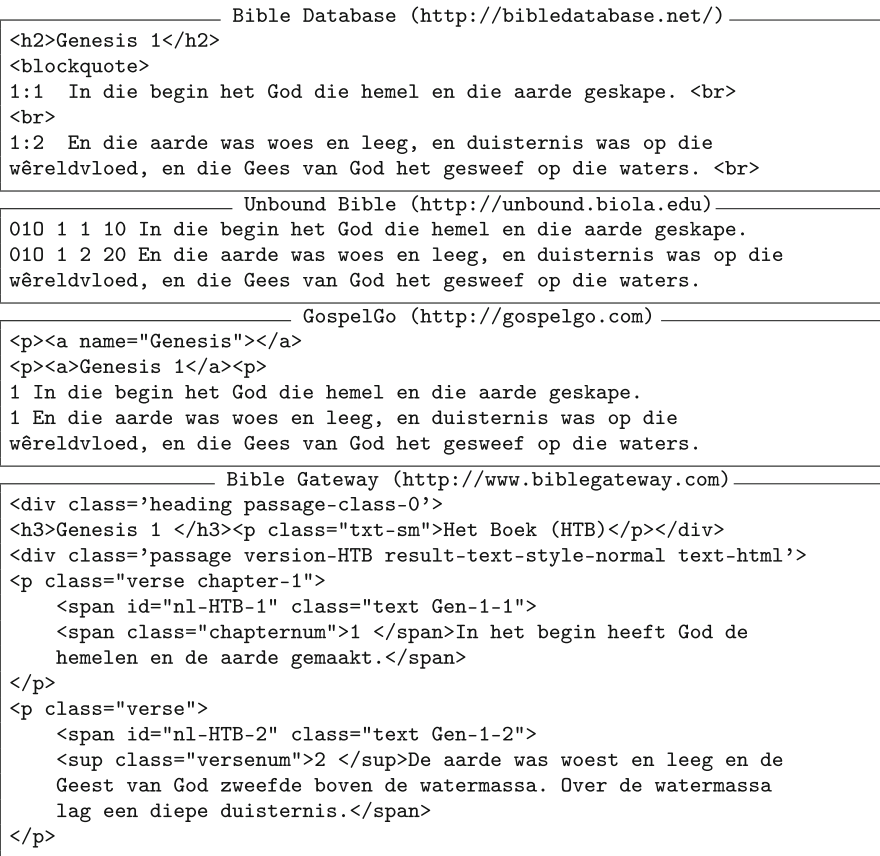 Bible Database (http://bibledatabase.net/)
<h2>Genesis 1</h2>
<blockquote>
1:1  In die begin het God die hemel en die aarde geskape. <br>
<br>
1:2  En die aarde was woes en leeg, en duisternis was op die
wêreldvloed, en die Gees van God het gesweef op die waters. <br>
Unbound Bible (http://unbound.biola.edu)
01O 1 1 10 In die begin het God die hemel en die aarde geskape.
01O 1 2 20 En die aarde was woes en leeg, en duisternis was op die
wêreldvloed, en die Gees van God het gesweef op die waters.
GospelGo (http://gospelgo.com)
<p><a name="Genesis"></a>
<p><a>Genesis 1</a><p>
1 In die begin het God die hemel en die aarde geskape.
1 En die aarde was woes en leeg, en duisternis was op die
wêreldvloed, en die Gees van God het gesweef op die waters.
Bible Gateway (http://www.biblegateway.com)
<div class=’heading passage-class-0’>
<h3>Genesis 1 </h3><p class="txt-sm">Het Boek (HTB)</p></div>
<div class=’passage version-HTB result-text-style-normal text-html’>
<p class="verse chapter-1">
    <span id="nl-HTB-1" class="text Gen-1-1">
    <span class="chapternum">1 </span>In het begin heeft God de
    hemelen en de aarde gemaakt.</span>
</p>
<p class="verse">
    <span id="nl-HTB-2" class="text Gen-1-2">
    <sup class="versenum">2 </sup>De aarde was woest en leeg en de
    Geest van God zweefde boven de watermassa. Over de watermassa
    lag een diepe duisternis.</span>
</p>